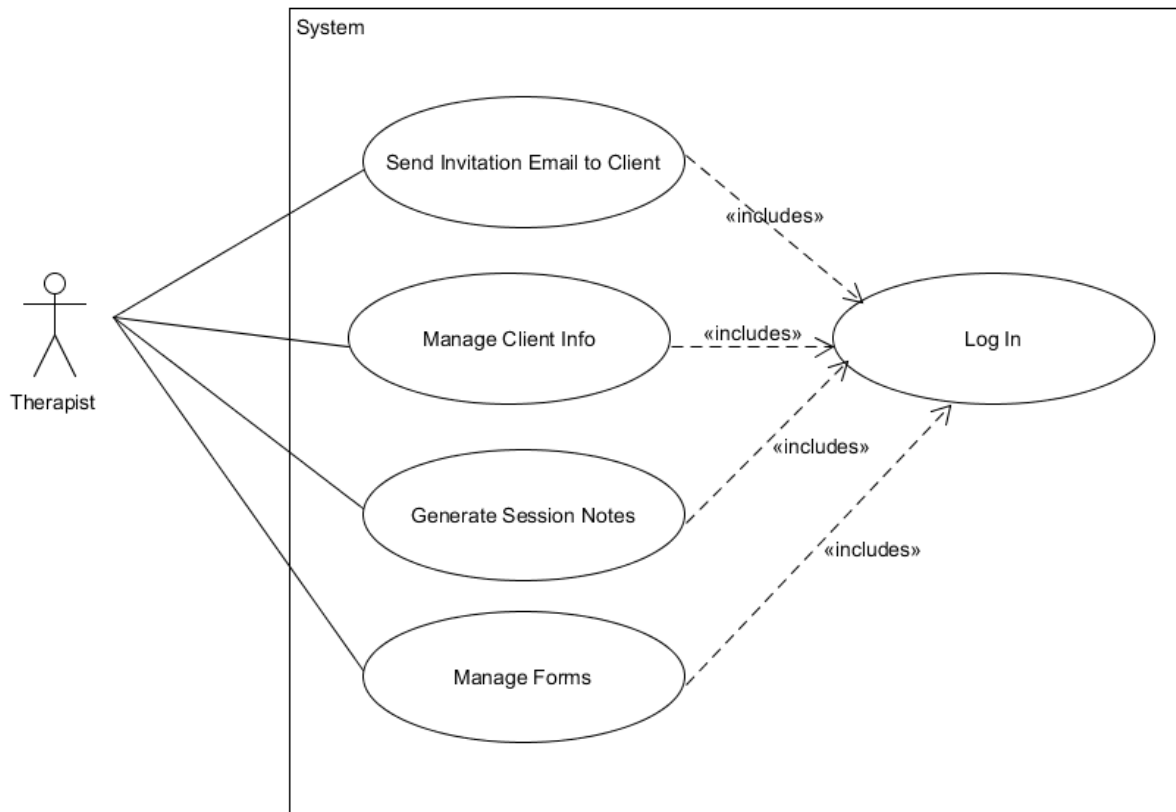 System
Send Invitation Email to Client
«includes»
Manage Client Info
«includes»
Log In
Therapist
«includes»
Generate Session Notes
«includes»
Manage Forms